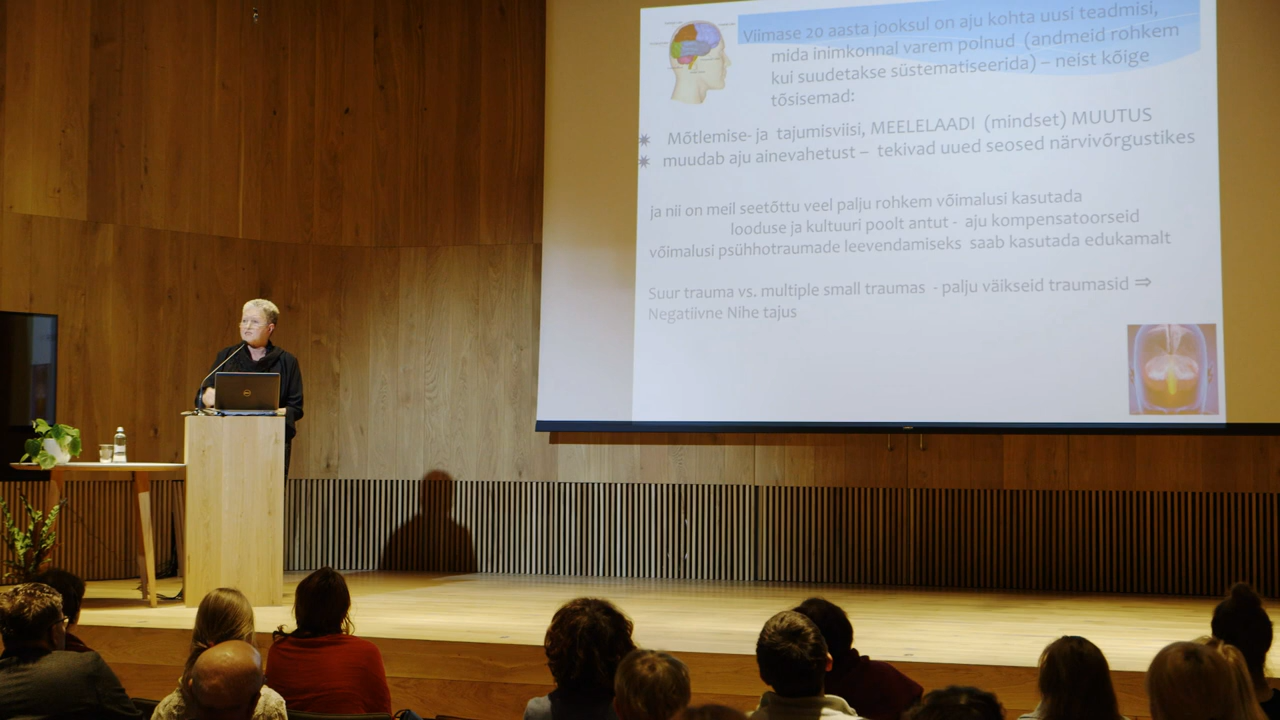 Viimase 20 aasta jooksul on aju kohta uusi teadmisi,
mida inimkonnal varem polnud (andmeid rohkem
kui suudetakse süstematiseerida) – neist kõige
tõsisemad:
Mõtlemise- ja tajumisviisi, MEELELAADI (mindset) MUUTUS
muudab aju ainevahetust – tekivad uued seosed närvivõrgustikes
ja nii on meil seetõttu veel palju rohkem võimalusi kasutada
looduse ja kultuuri poolt antut - aju kompensatoorseid
võimalusi psühhotraumade leevendamiseks saab kasutada edukamalt
Suur trauma vs. multiple small traumas - palju väikseid traumasid ⇒
Negatiivne Nihe tajus
DELL